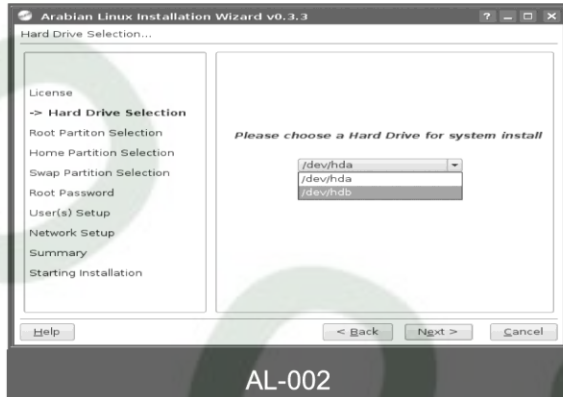 Arabian Linux Installation Wizard v0.3.3
Hard Drive Selection...
License
-> Hard Drive Selection
Root Partiton Selection
Home Partition Selection
Swap Partition Selection
Root Password
User(s) Setup
Network Setup
Summary
Starting Installation
Please choose a Hard Drive for system install
/dev/hda
/dev/hda
/dev/hdb
Help
< Back
Next >
Cancel
AL-002